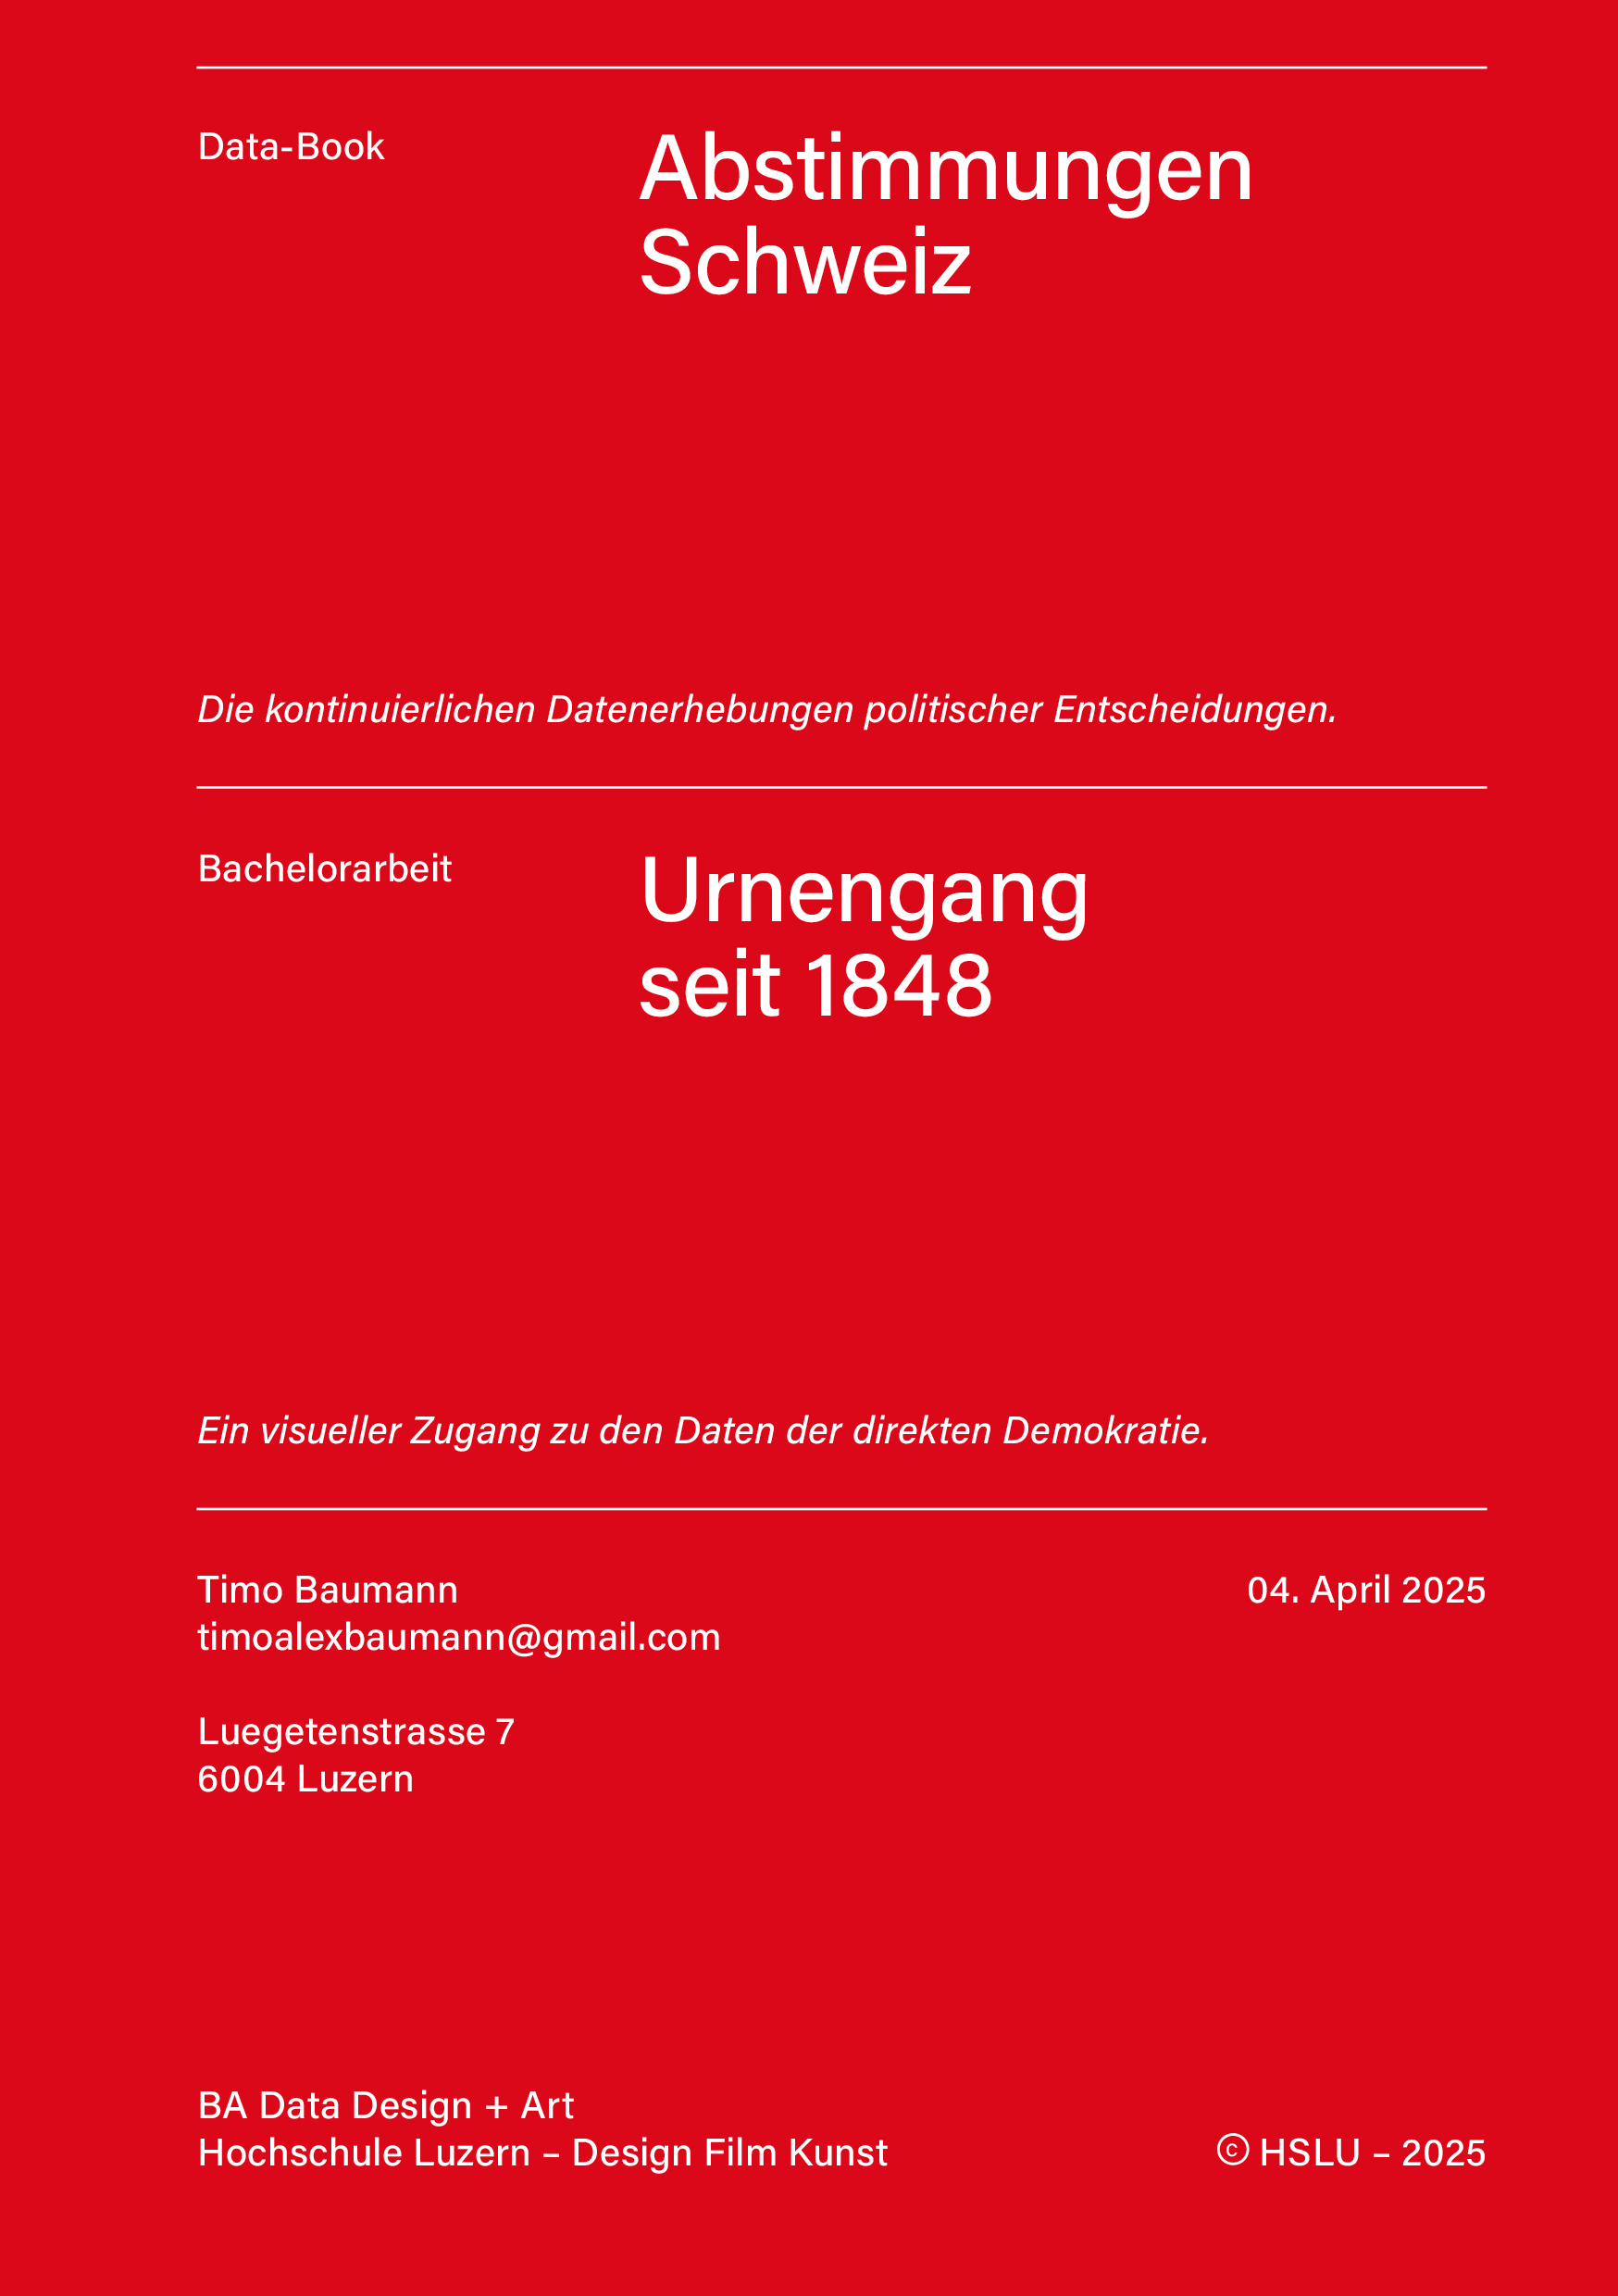 Data-Book
Abstimmungen
Schweiz
Die kontinuierlichen Datenerhebungen politischer Entscheidungen.
Bachelorarbeit
Urnengang
seit 1848
Ein visueller Zugang zu den Daten der direkten Demokratie.
Timo Baumann
timoalexbaumann@gmail.com
04. April 2025
Luegetenstrasse 7
6004 Luzern
BA Data Design + Art
Hochschule Luzern – Design Film Kunst
© HSLU – 2025